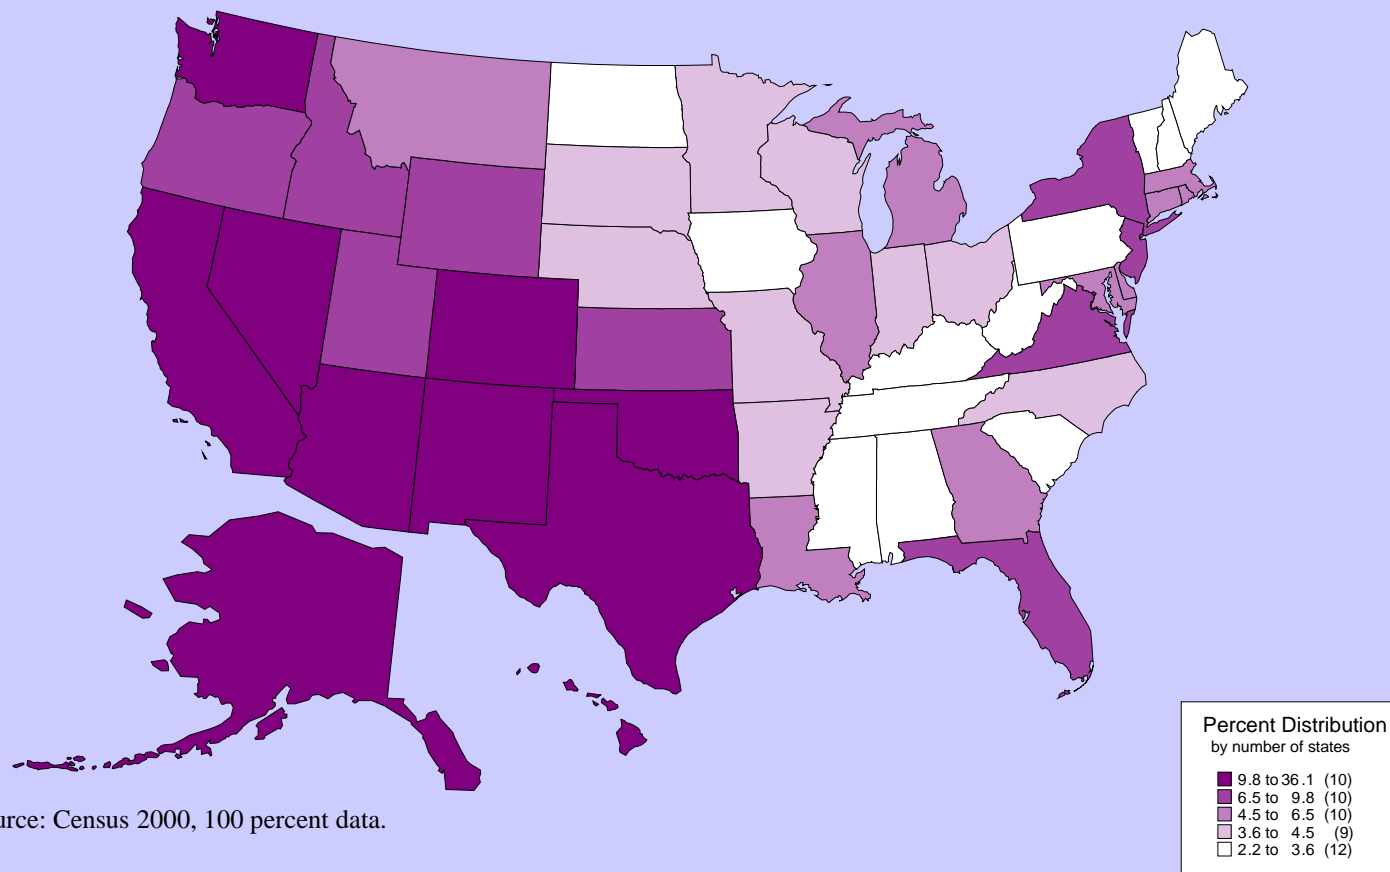 urce: Census 2000, 100 percent data.
Percent Distribution
by number of states
9.8 to 36.1 (10)
6.5 to 9.8 (10)
4.5 to 6.5 (10)
3.6 to 4.5 (9)
2.2 to 3.6 (12)